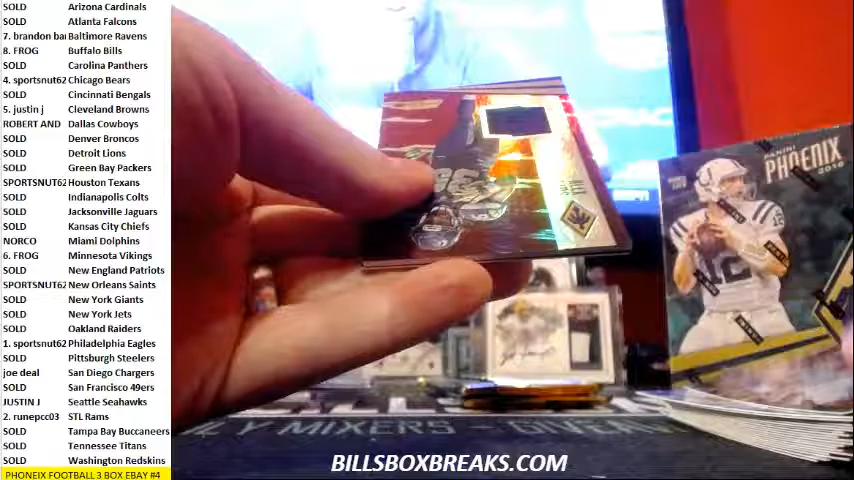 SOLD Arizona Cardinals
SOLD Atlanta Falcons
7. brandon bai Baltimore Ravens
8. FROG Buffalo Bills
SOLD Carolina Panthers
4. sportsnut62 Chicago Bears
SOLD Cincinnati Bengals
5. justin j Cleveland Browns
ROBERT AND Dallas Cowboys
SOLD Denver Broncos
SOLD Detroit Lions
SOLD Green Bay Packers
SPORTSNUT62 Houston Texans
SOLD Indianapolis Colts
SOLD Jacksonville Jaguars
SOLD Kansas City Chiefs
NORCO Miami Dolphins
6. FROG Minnesota Vikings
SOLD New England Patriots
SPORTSNUT62 New Orleans Saints
SOLD New York Giants
SOLD New York Jets
SOLD Oakland Raiders
1. sportsnut62 Philadelphia Eagles
SOLD Pittsburgh Steelers
joe deal San Diego Chargers
SOLD San Francisco 49ers
JUSTIN J Seattle Seahawks
2. runepcc03 STL Rams
SOLD Tampa Bay Buccaneers
SOLD Tennessee Titans
SOLD Washington Redskins
PHONEIX FOOTBALL 3 BOX EBAY #4
PANINI
PHOENIX
12
MIXERS
BILLSBOXBREAKS.COM